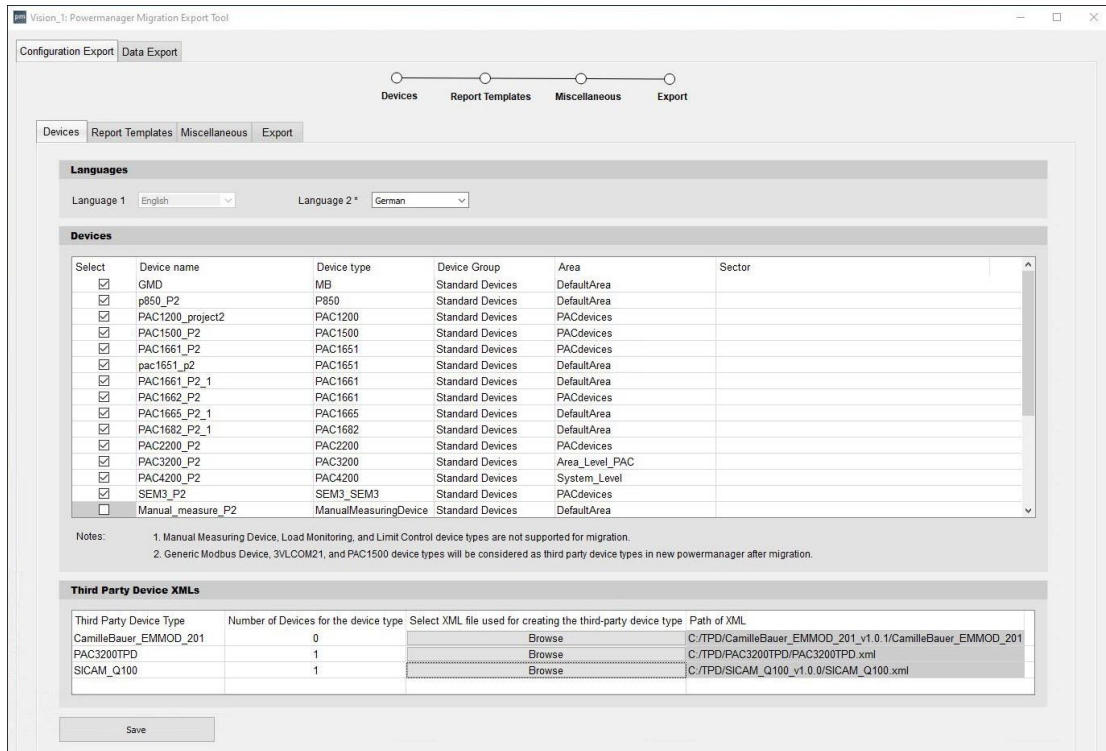 pm Vision_1: Powermanager Migration Export Tool
Configuration Export Data Export
Devices Report Templates Miscellaneous Export
Devices Report Templates Miscellaneous Export
Languages
Language 1 English Language 2 * German
Devices
Select Device name Device type Device Group Area Sector
GMD MB Standard Devices DefaultArea
p850_P2 P850 Standard Devices DefaultArea
PAC1200_project2 PAC1200 Standard Devices PACdevices
PAC1500_P2 PAC1500 Standard Devices PACdevices
PAC1661_P2 PAC1651 Standard Devices PACdevices
pac1651_p2 PAC1651 Standard Devices DefaultArea
PAC1661_P2_1 PAC1661 Standard Devices DefaultArea
PAC1662_P2 PAC1661 Standard Devices PACdevices
PAC1665_P2_1 PAC1665 Standard Devices DefaultArea
PAC1682_P2_1 PAC1682 Standard Devices DefaultArea
PAC2200_P2 PAC2200 Standard Devices PACdevices
PAC3200_P2 PAC3200 Standard Devices Area_Level_PAC
PAC4200_P2 PAC4200 Standard Devices System_Level
SEM3_P2 SEM3_SEM3 Standard Devices PACdevices
Manual_measure_P2 ManualMeasuringDevice Standard Devices DefaultArea
Notes: 1. Manual Measuring Device, Load Monitoring, and Limit Control device types are not supported for migration.
2. Generic Modbus Device, 3VLCOM21, and PAC1500 device types will be considered as third party device types in new powermanager after migration.
Third Party Device XMLs
Third Party Device Type Number of Devices for the device type Select XML file used for creating the third-party device type Path of XML
CamilleBauer_EMMOD_201 0 Browse C:/TPD/CamilleBauer_EMMOD_201_v1.0.1/CamilleBauer_EMMOD_201
PAC3200TPD 1 Browse C:/TPD/PAC3200TPD/PAC3200TPD.xml
SICAM_Q100 1 Browse C:/TPD/SICAM_Q100_v1.0.0/SICAM_Q100.xml
Save